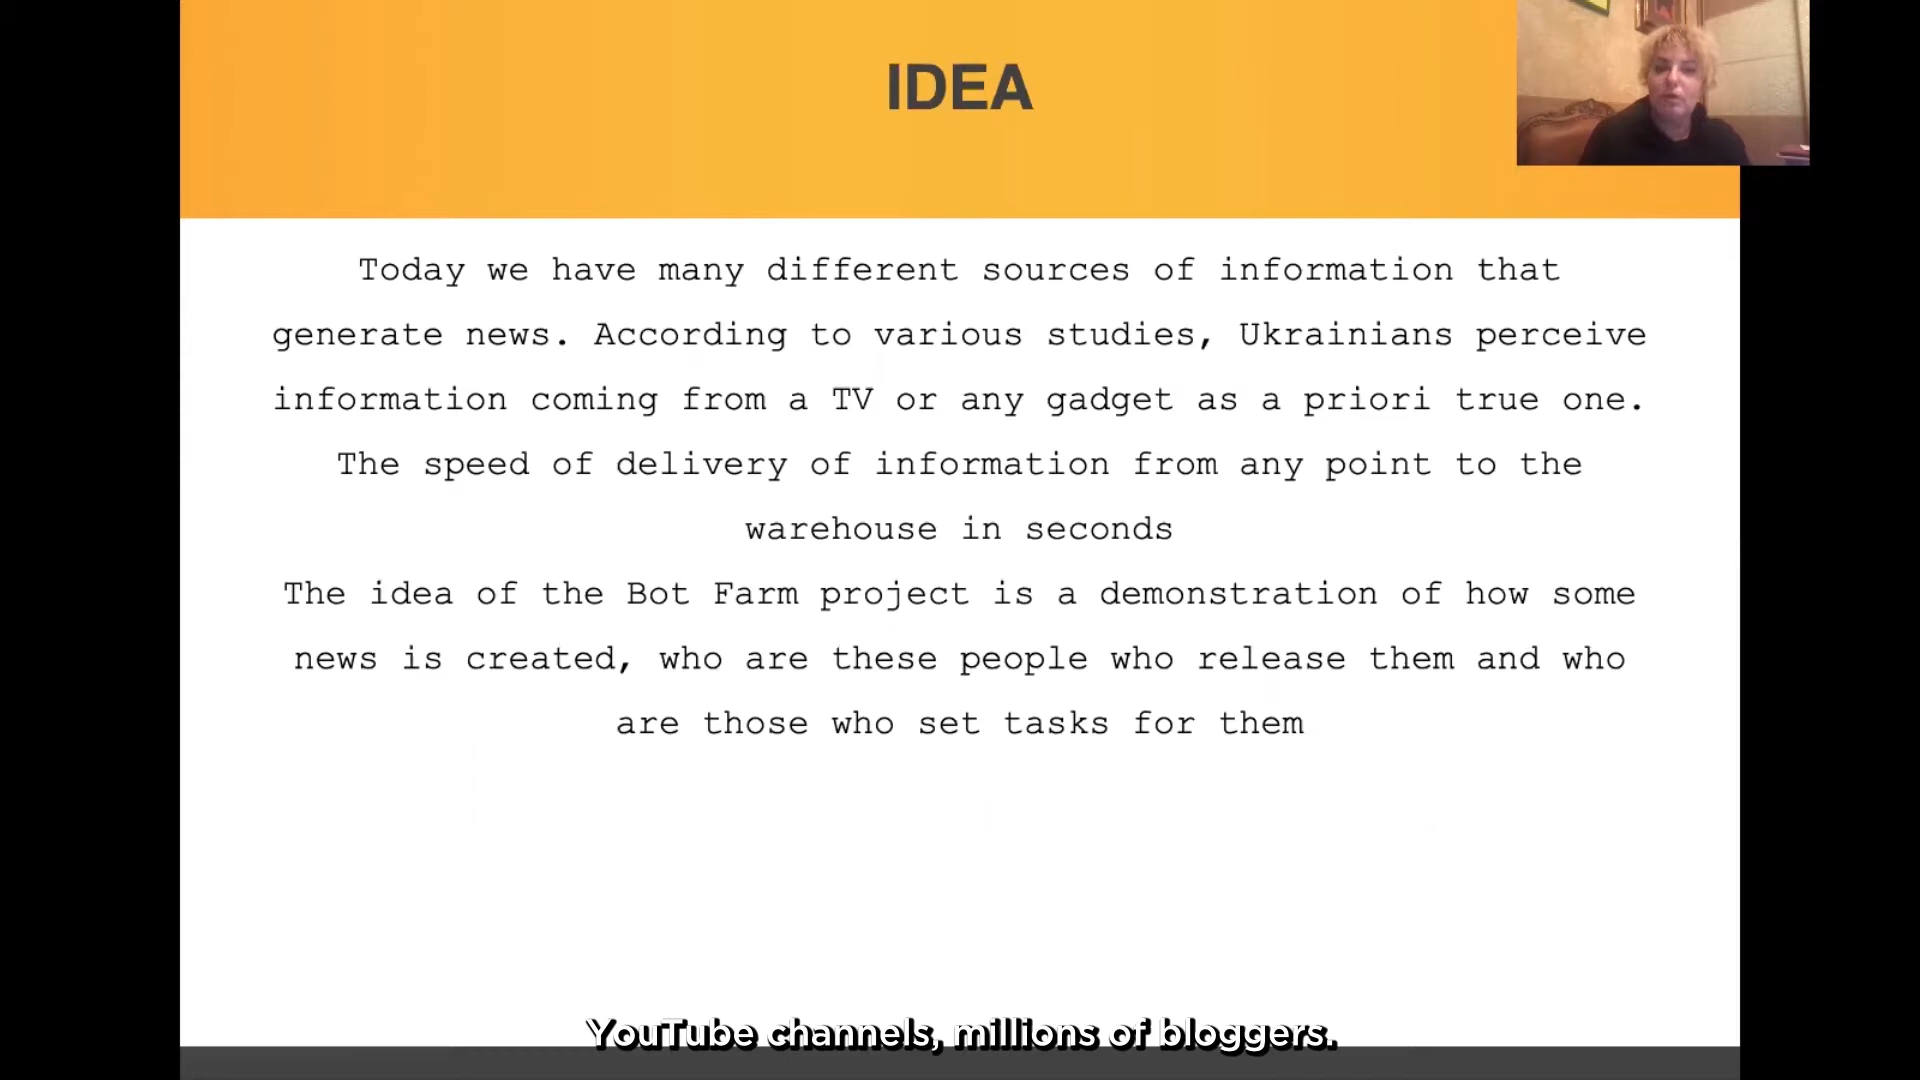 IDEA
Today we have many different sources of information that
generate news. According to various studies, Ukrainians perceive
information coming from a TV or any gadget as a priori true one.
The speed of delivery of information from any point to the
warehouse in seconds
The idea of the Bot Farm project is a demonstration of how some
news is created, who are these people who release them and who
are those who set tasks for them
YouTube channels, millions of bloggers.